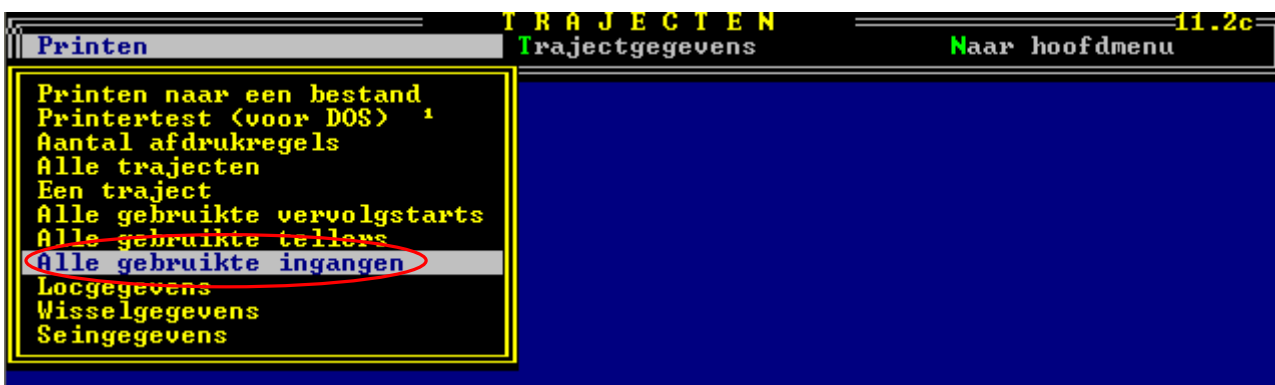 TRAJECTEN 11.2c
Printen Trajectgegevens Naar hoofdmenu
Printen naar een bestand
Printertest (voor DOS) ¹
Aantal afdrukregels
Alle trajecten
Een traject
Alle gebruikte vervolgstarts
Alle gebruikte tellers
Alle gebruikte ingangen
Locgegevens
Wisselgegevens
Seingegevens